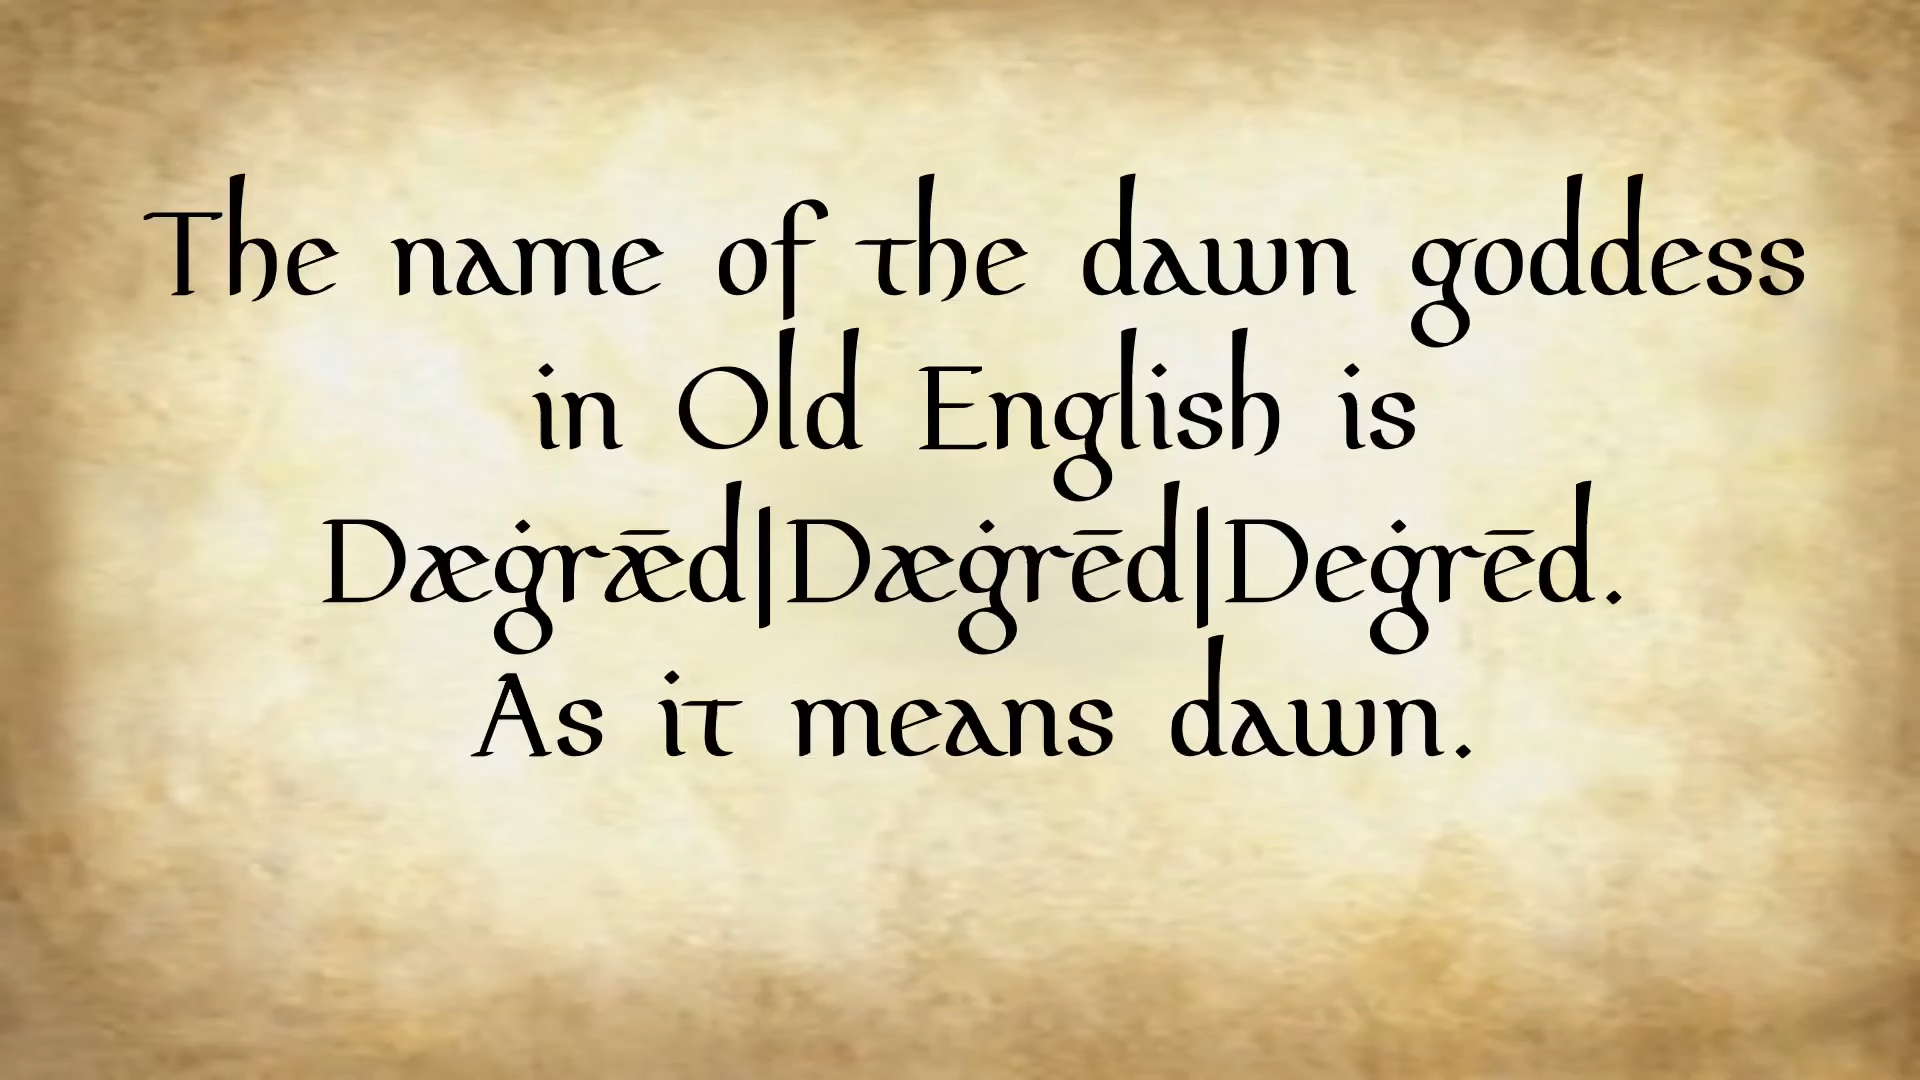 The name of the dawn goddess
in Old English is
Dæġrǣd|Dæġrēd|Deġrēd.
As it means dawn.